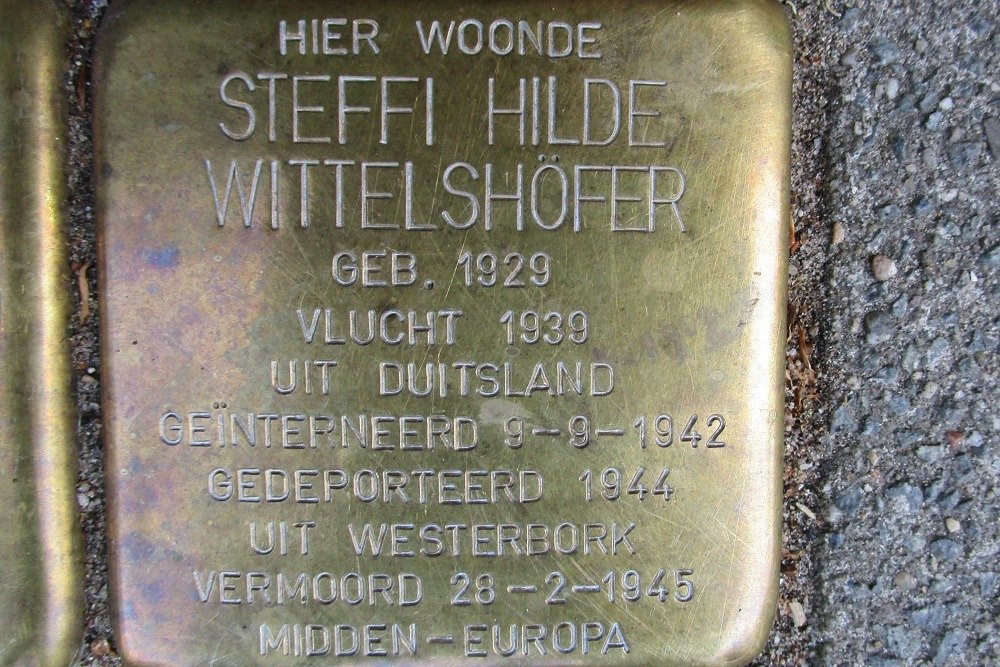 HIER WOONDE
STEFFI HILDE
WITTELSHÖFER
GEB. 1929
VLUCHT 1939
UIT DUITSLAND
GEÏNTERNEERD 9-9-1942
GEDEPORTEERD 1944
UIT WESTERBORK
VERMOORD 28-2-1945
MIDDEN-EUROPA